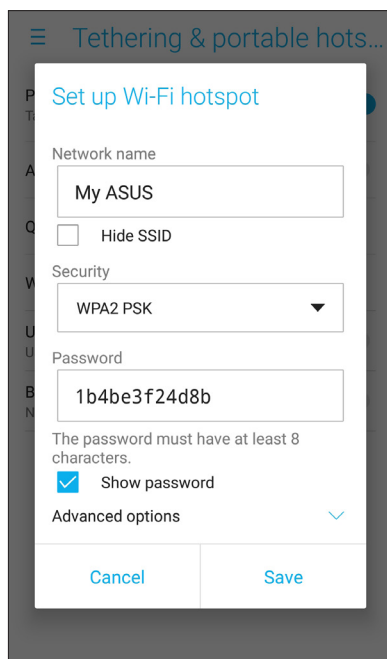 Tethering & portable hots...
Set up Wi-Fi hotspot
Network name
My ASUS
Hide SSID
Security
WPA2 PSK
Password
1b4be3f24d8b
The password must have at least 8
characters.
Show password
Advanced options
Cancel
Save